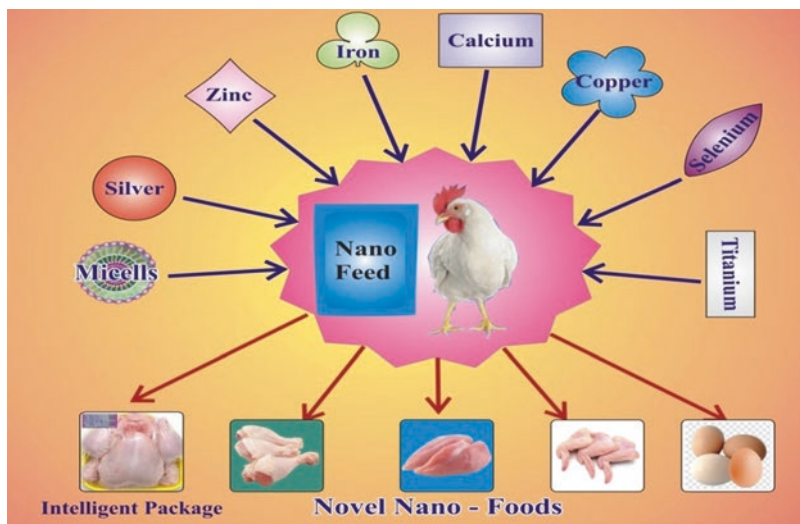 Iron
Calcium
Copper
Zinc
Selenium
Silver
Micells
Titanium
Nano
Feed
Intelligent Package
Novel Nano - Foods